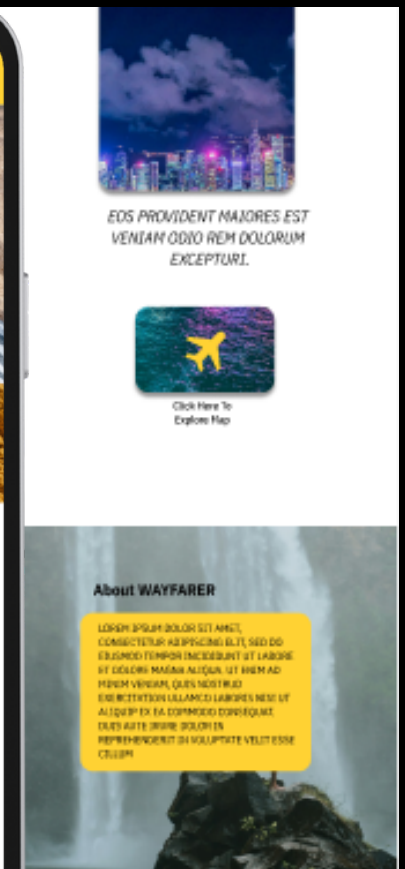 EOS PROVIDENT MAIORES EST
VENIAM ODIO REM DOLORUM
EXCEPTURI.
Click Here To
Explore Map
About WAYFARER
LOREM IPSUM DOLOR SIT AMET,
CONSECTETUR ADIPISCING ELIT, SED DO
EIUSMOD TEMPOR INCIDIDUNT UT LABORE
ET DOLORE MAGNA ALIQUA. UT ENIM AD
MINIM VENIAM, QUIS NOSTRUD
EXERCITATION ULLAMCO LABORIS NISI UT
ALIQUIP EX EA COMMODO CONSEQUAT.
DUIS AUTE IRURE DOLOR IN
REPREHENDERIT IN VOLUPTATE VELIT ESSE
CILLUM